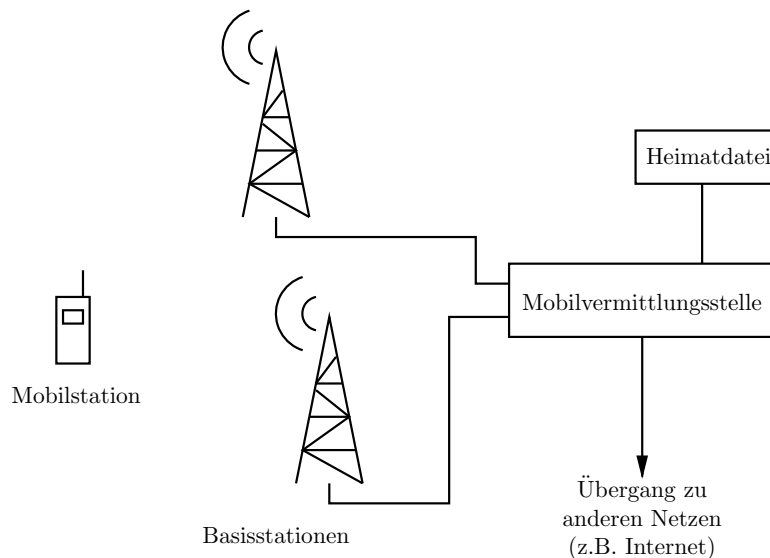 Heimatdatei
Mobilvermittlungsstelle
Mobilstation
Basisstationen
Übergang zu
anderen Netzen
(z.B. Internet)